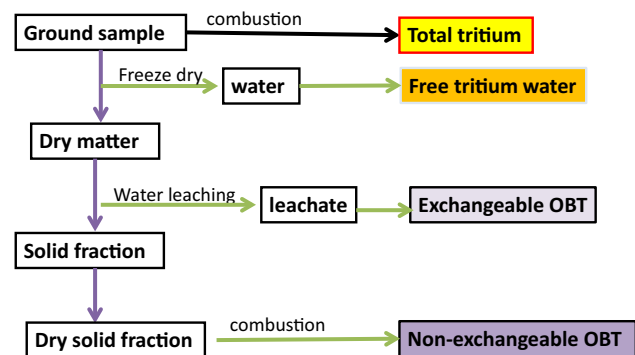 Ground sample
combustion
Total tritium
Freeze dry
water
Free tritium water
Dry matter
Water leaching
leachate
Exchangeable OBT
Solid fraction
Dry solid fraction
combustion
Non-exchangeable OBT